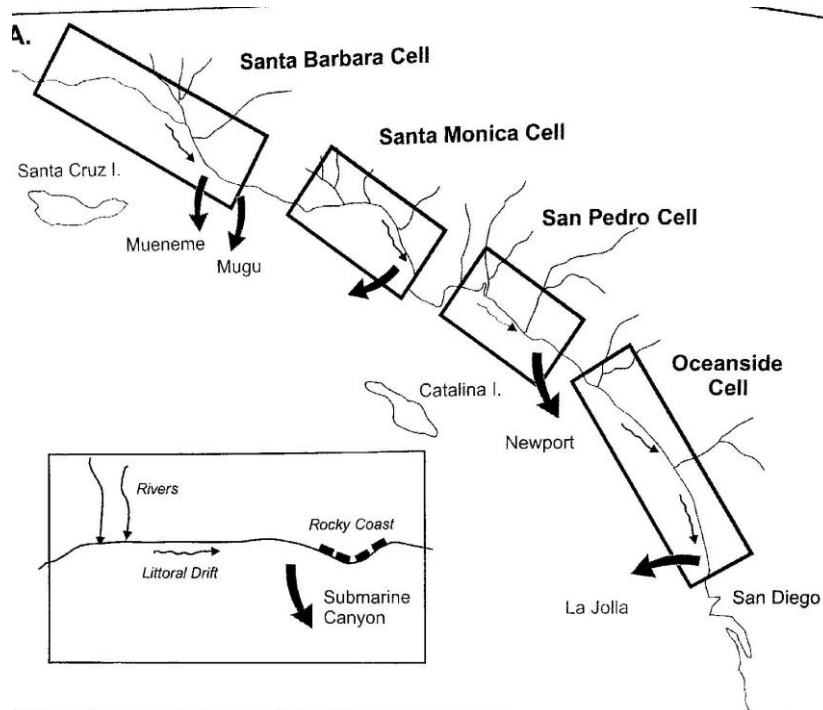 A.
Santa Barbara Cell
Santa Monica Cell
Santa Cruz I.
San Pedro Cell
Mueneme
Mugu
Oceanside
Cell
Catalina I.
Newport
Rivers
Rocky Coast
Littoral Drift
Submarine
Canyon
La Jolla
San Diego